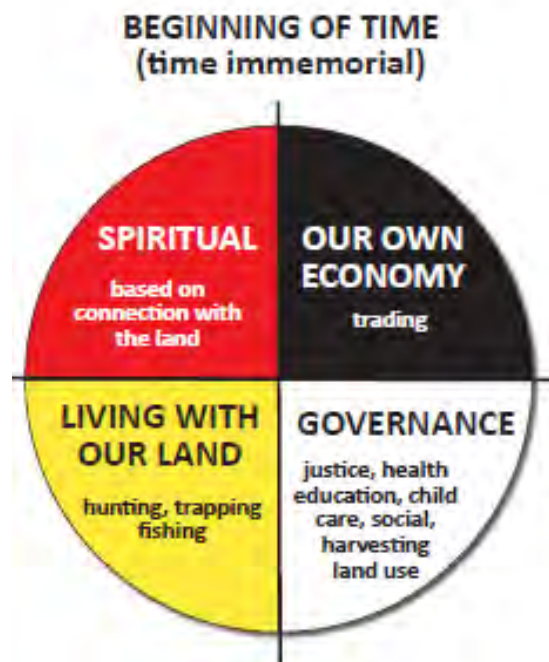 BEGINNING OF TIME
(time immemorial)
SPIRITUAL
based on
connection with
the land
OUR OWN
ECONOMY
trading
LIVING WITH
OUR LAND
hunting, trapping
fishing
GOVERNANCE
justice, health
education, child
care, social,
harvesting
land use